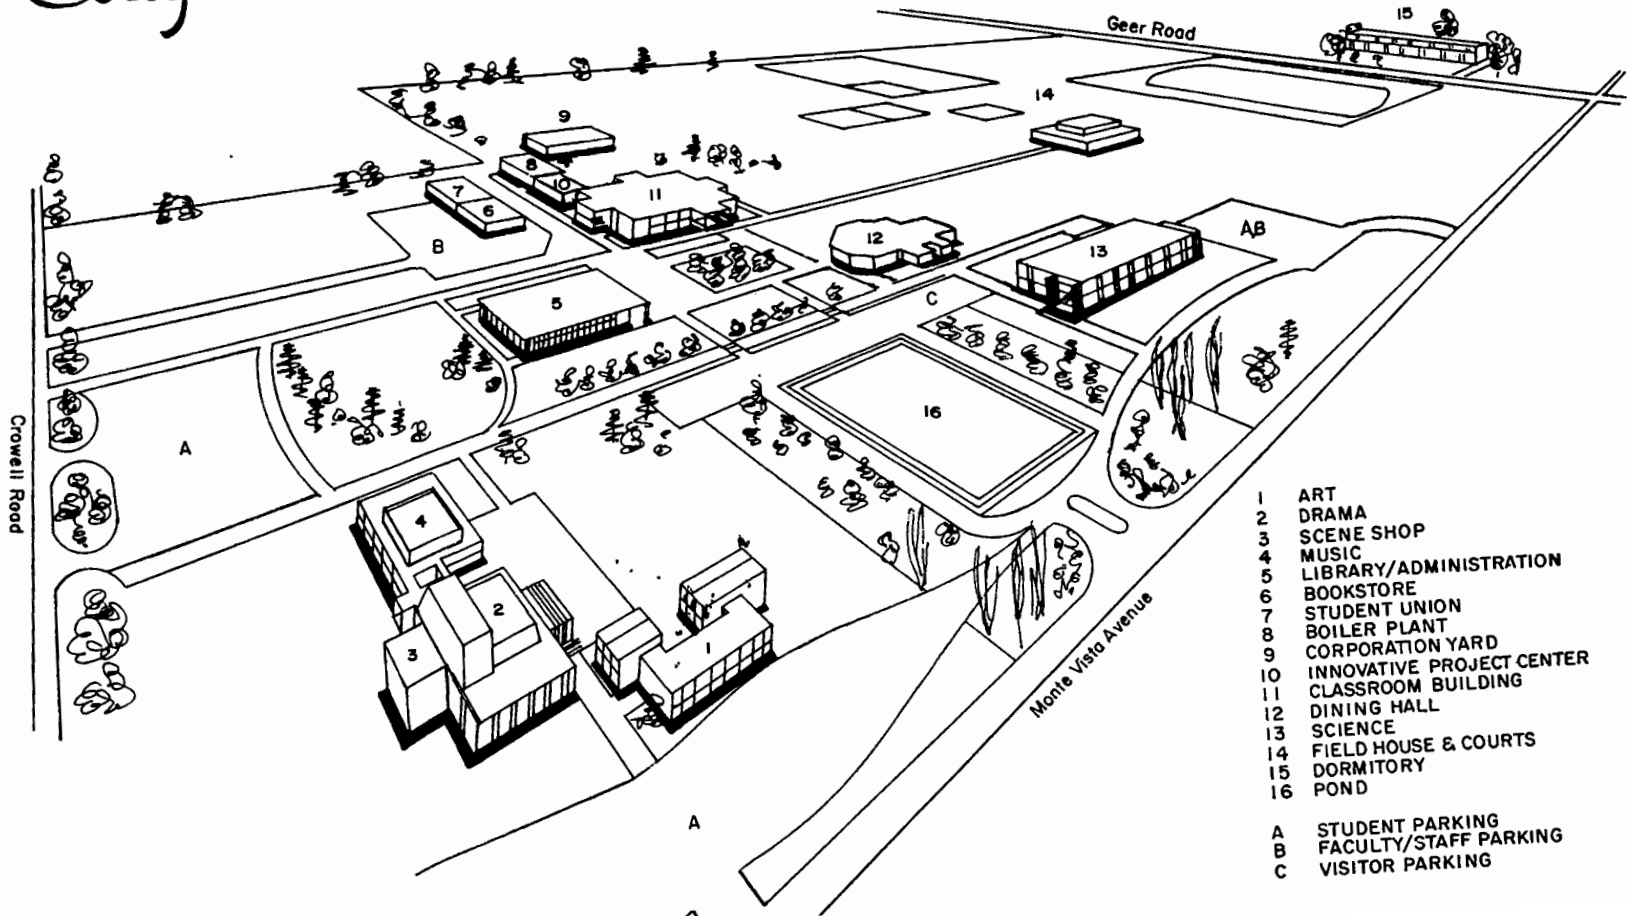 Geer Road
15
14
9
8
10
7
6
11
B
12
13
A,B
5
C
16
A
Crowell Road
4
2
3
1
Monte Vista Avenue
A
1 ART
2 DRAMA
3 SCENE SHOP
4 MUSIC
5 LIBRARY/ADMINISTRATION
6 BOOKSTORE
7 STUDENT UNION
8 BOILER PLANT
9 CORPORATION YARD
10 INNOVATIVE PROJECT CENTER
11 CLASSROOM BUILDING
12 DINING HALL
13 SCIENCE
14 FIELD HOUSE & COURTS
15 DORMITORY
16 POND
A STUDENT PARKING
B FACULTY/STAFF PARKING
C VISITOR PARKING